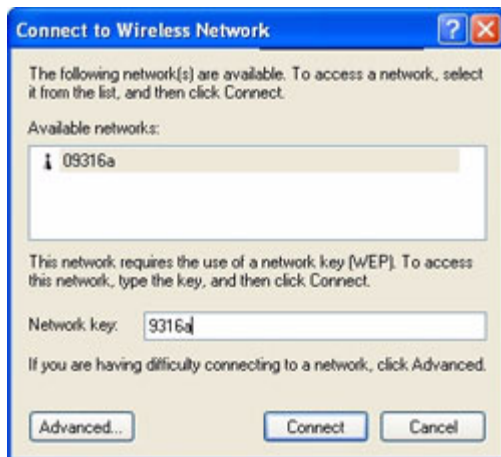 Connect to Wireless Network
The following network(s) are available. To access a network, select
it from the list, and then click Connect.
Available networks:
09316a
This network requires the use of a network key (WEP). To access
this network, type the key, and then click Connect.
Network key: 9316a
If you are having difficulty connecting to a network, click Advanced.
Advanced... Connect Cancel